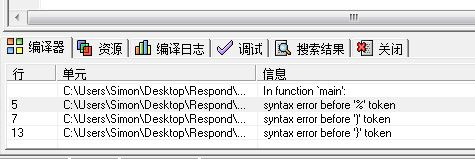 编译器 资源 编译日志 调试 搜索结果 关闭
行 单元 信息
C:\Users\Simon\Desktop\Respond\... In function `main':
5 C:\Users\Simon\Desktop\Respond\... syntax error before '%' token
7 C:\Users\Simon\Desktop\Respond\... syntax error before ')' token
13 C:\Users\Simon\Desktop\Respond\... syntax error before '}' token